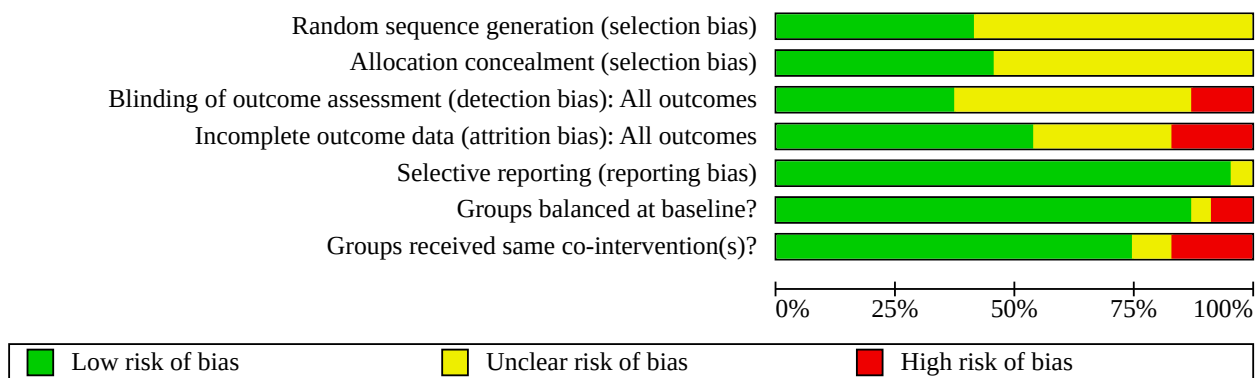 Random sequence generation (selection bias)
Allocation concealment (selection bias)
Blinding of outcome assessment (detection bias): All outcomes
Incomplete outcome data (attrition bias): All outcomes
Selective reporting (reporting bias)
Groups balanced at baseline?
Groups received same co-intervention(s)?
0% 25% 50% 75% 100%
Low risk of bias Unclear risk of bias High risk of bias